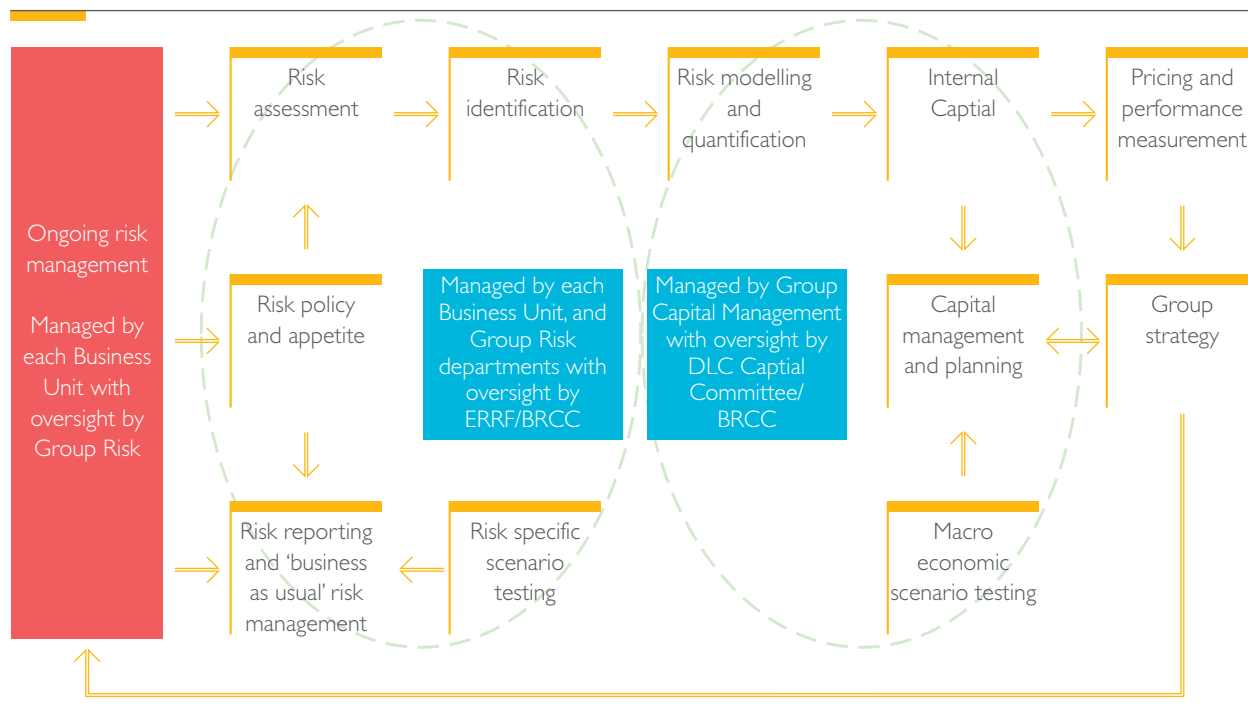 Risk
assessment
Risk
identification
Risk modelling
and
quantification
Internal
Captial
Pricing and
performance
measurement
Ongoing risk
management
Managed by
each Business
Unit with
oversight by
Group Risk
Risk policy
and appetite
Managed by each
Business Unit, and
Group Risk
departments with
oversight by
ERRF/BRCC
Managed by Group
Capital Management
with oversight by
DLC Captial
Committee/
BRCC
Capital
management
and planning
Group
strategy
Risk reporting
and ‘business
as usual’ risk
management
Risk specific
scenario
testing
Macro
economic
scenario testing